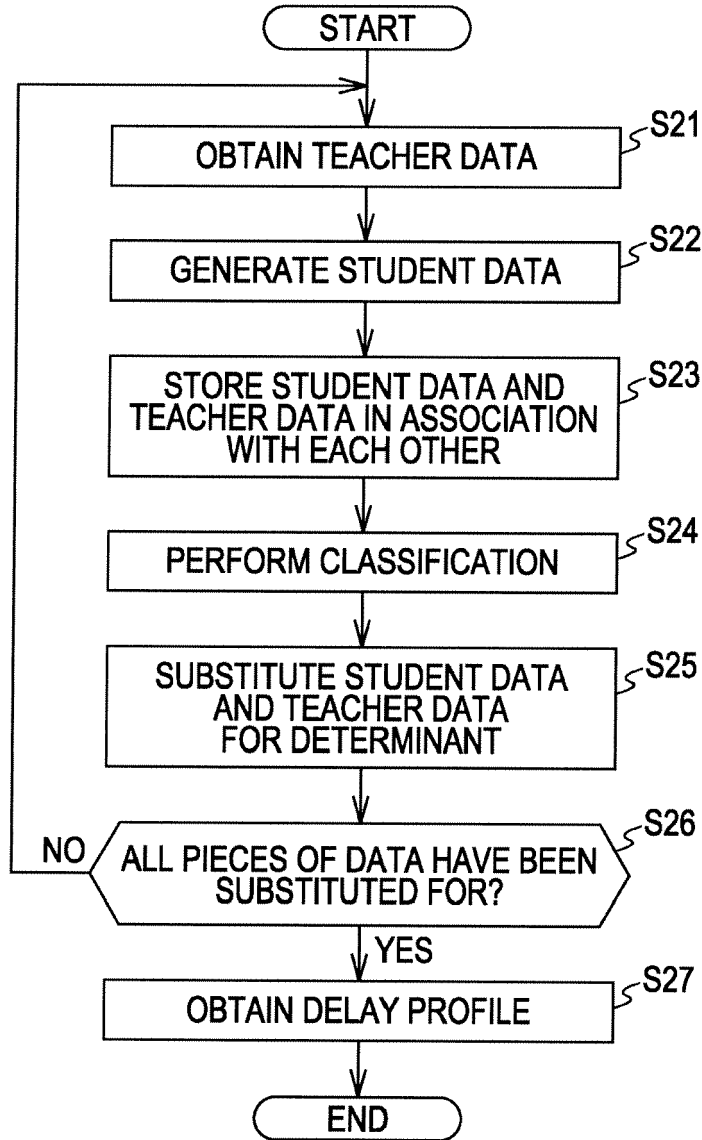 START
S21
OBTAIN TEACHER DATA
S22
GENERATE STUDENT DATA
S23
STORE STUDENT DATA AND
TEACHER DATA IN ASSOCIATION
WITH EACH OTHER
S24
PERFORM CLASSIFICATION
S25
SUBSTITUTE STUDENT DATA
AND TEACHER DATA
FOR DETERMINANT
S26
NO
ALL PIECES OF DATA HAVE BEEN
SUBSTITUTED FOR?
YES
S27
OBTAIN DELAY PROFILE
END